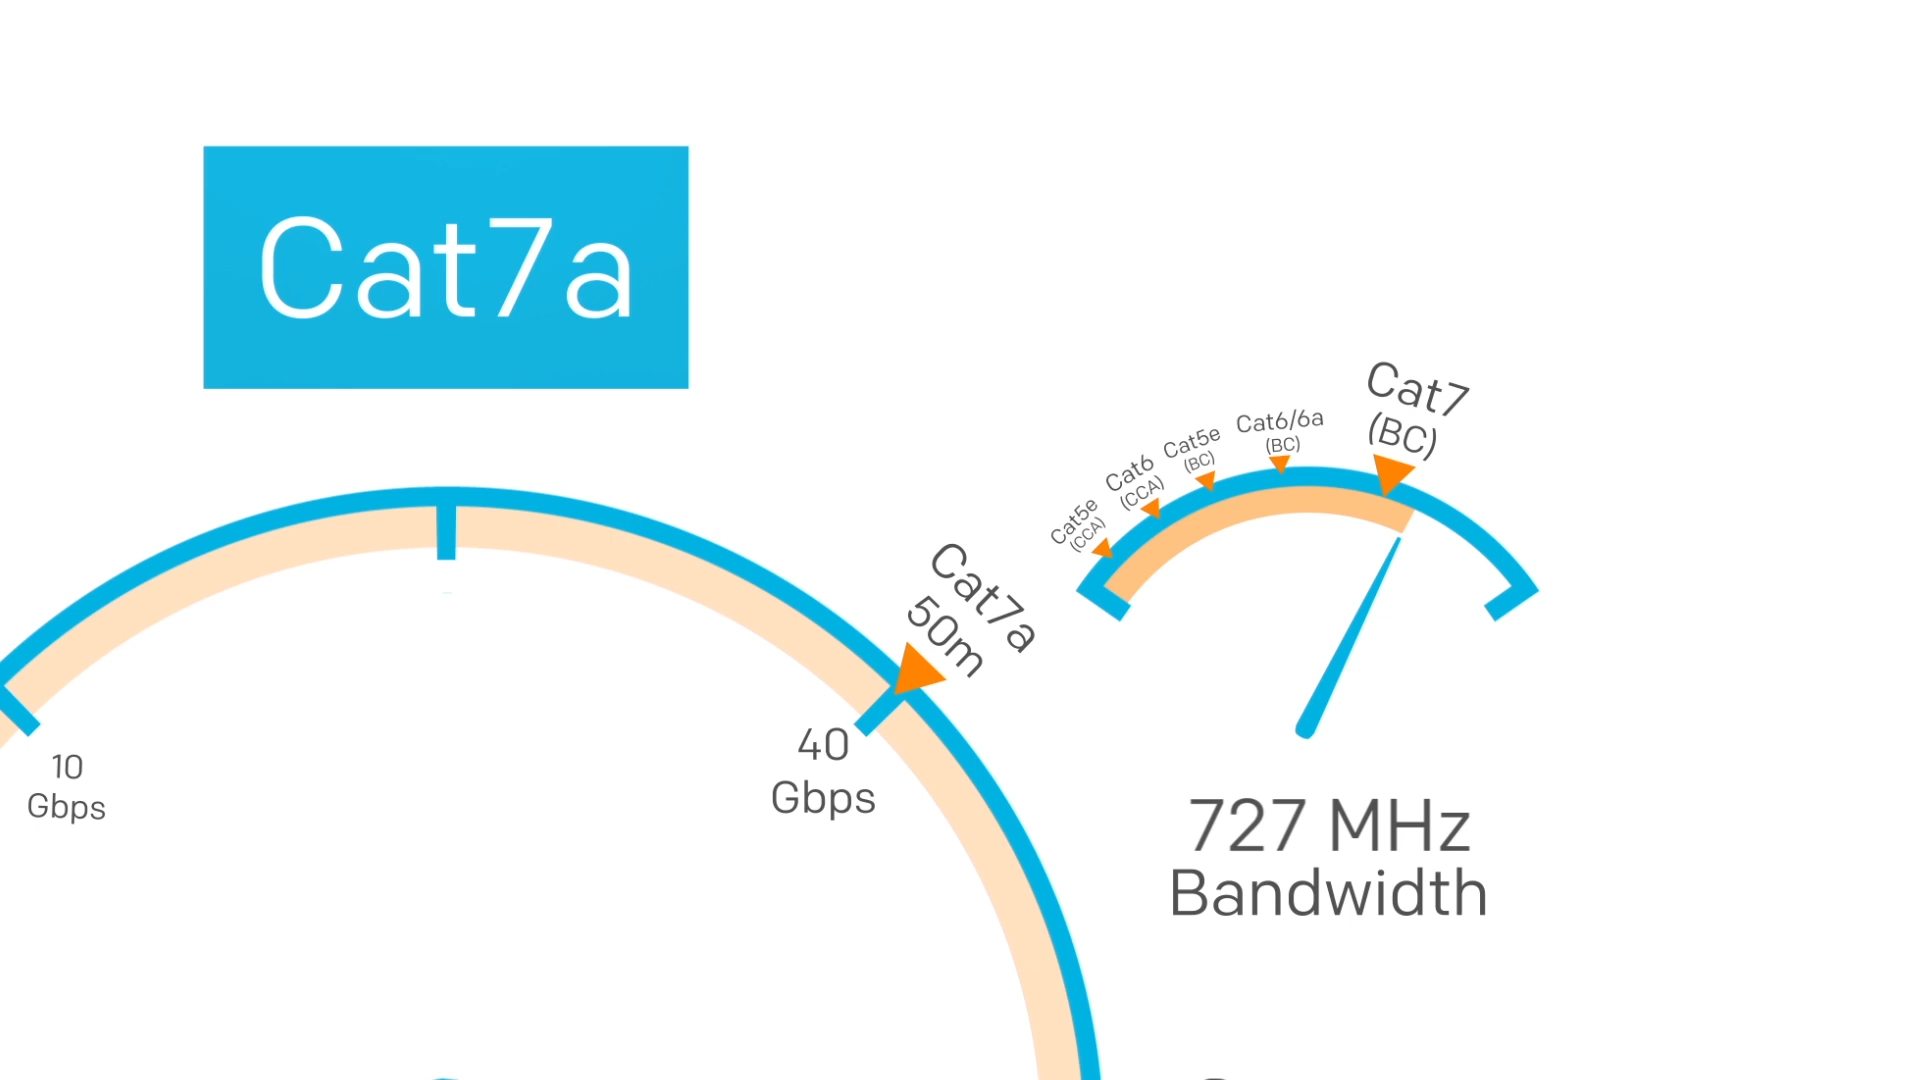 Cat7a
Cat7
(BC)
Cat6/6a
(BC)
Cat5e
(BC)
Cat6
(CCA)
Cat5e
(CCA)
Cat7a
50m
40
Gbps
10
Gbps
727 MHz
Bandwidth